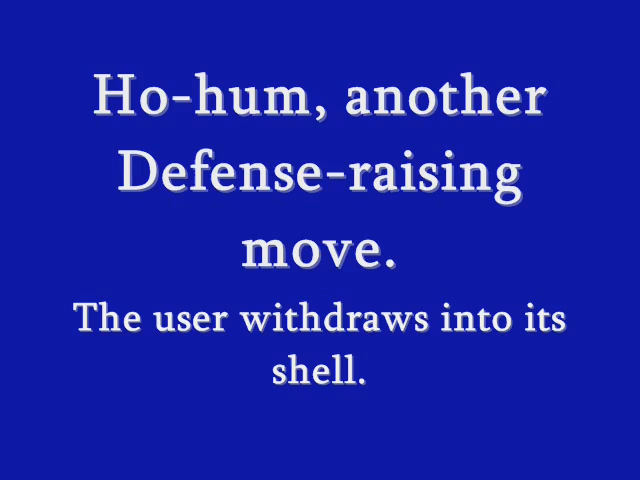 Ho-hum, another
Defense-raising
move.
The user withdraws into its
shell.